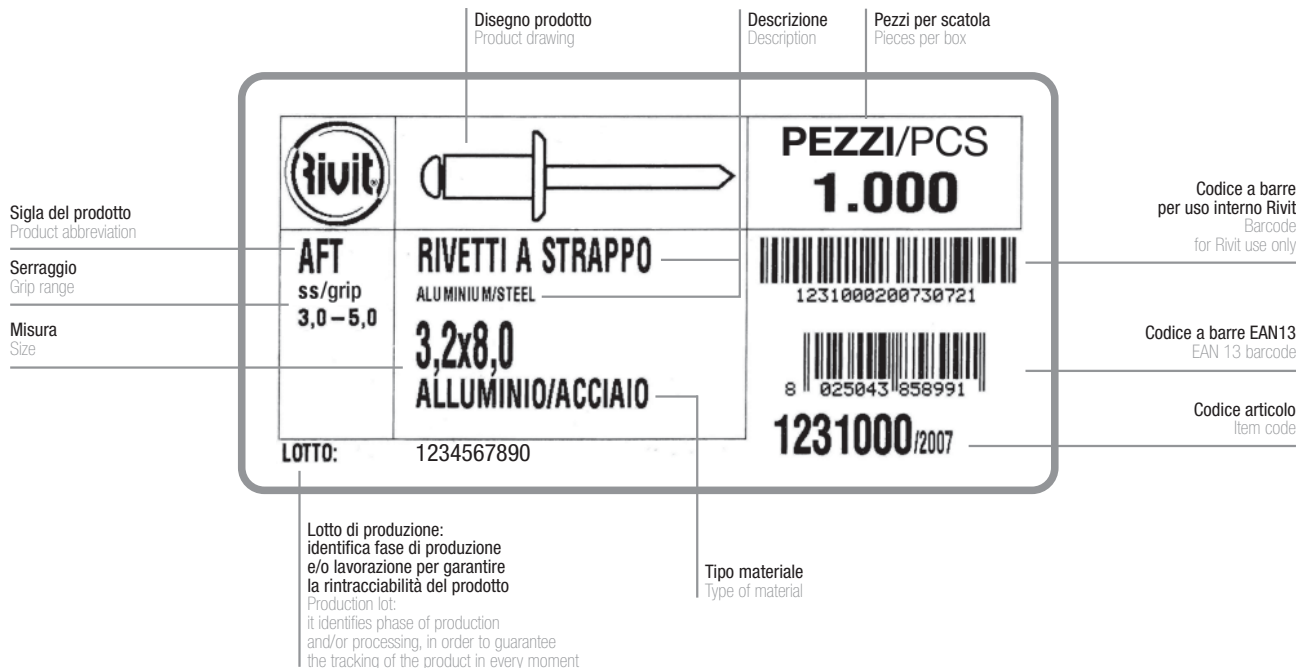 Disegno prodotto
Product drawing
Descrizione
Description
Pezzi per scatola
Pieces per box
Rivit
PEZZI/PCS
1.000
Sigla del prodotto
Product abbreviation
Serraggio
Grip range
Misura
Size
AFT
ss/grip
3,0–5,0
RIVETTI A STRAPPO
ALUMINIUM/STEEL
3,2x8,0
ALLUMINIO/ACCIAIO
1231000200730721
8 025043 858991
1231000/2007
LOTTO: 1234567890
Codice a barre
per uso interno Rivit
Barcode
for Rivit use only
Codice a barre EAN13
EAN 13 barcode
Codice articolo
Item code
Lotto di produzione:
identifica fase di produzione
e/o lavorazione per garantire
la rintracciabilità del prodotto
Production lot:
it identifies phase of production
and/or processing, in order to guarantee
the tracking of the product in every moment
Tipo materiale
Type of material